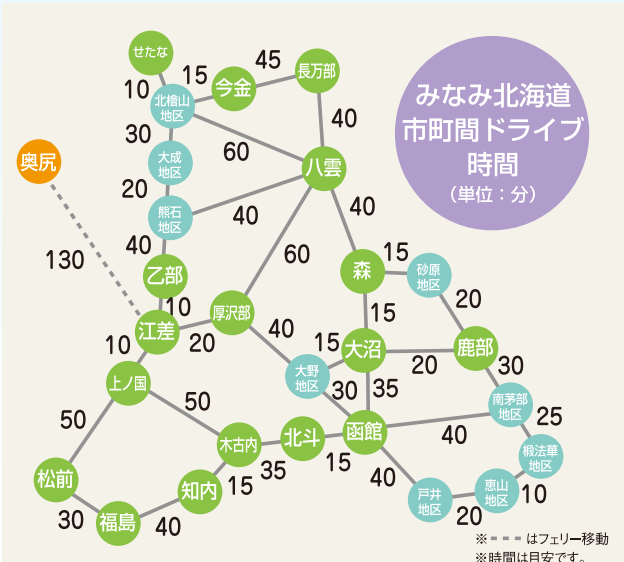 せたな
45
15
長万部
10
今金
みなみ北海道
市町間ドライブ
時間
（単位：分）
北檜山
地区
40
30
60
奥尻
大成
地区
八雲
20
熊石
地区
40
40
40
15
130
乙部
60
森
砂原
地区
10
20
厚沢部
15
江差
20
40
15
大沼
鹿部
10
20
30
上ノ国
大野
地区
30
35
南茅部
地区
50
50
25
木古内
北斗
函館
40
椴法華
地区
松前
35
15
40
知内
15
戸井
地区
恵山
地区
10
30
福島
40
20
※ はフェリー移動
※時間は目安です。